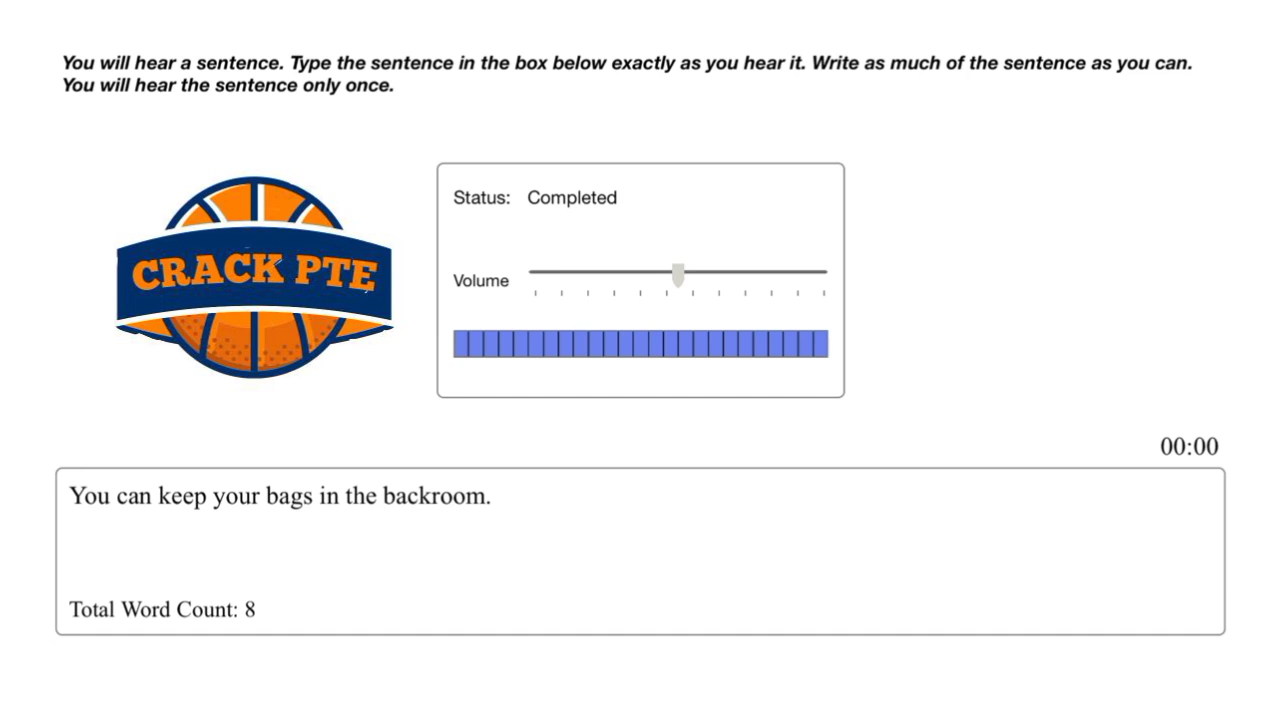 You will hear a sentence. Type the sentence in the box below exactly as you hear it. Write as much of the sentence as you can.
You will hear the sentence only once.
CRACK PTE
Status: Completed
Volume
00:00
You can keep your bags in the backroom.
Total Word Count: 8